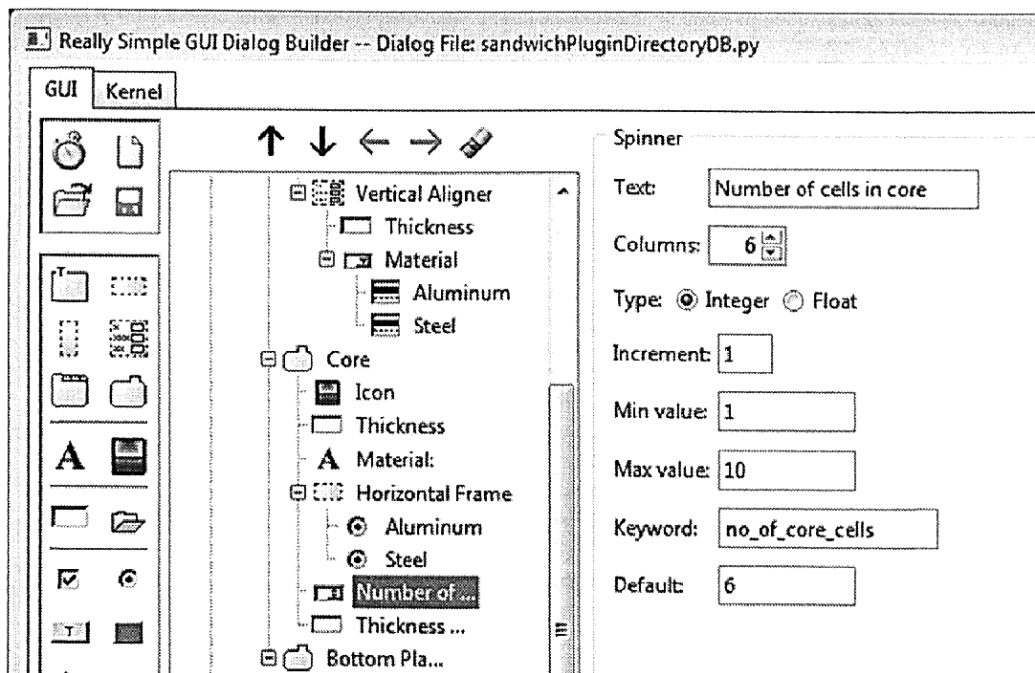 Really Simple GUI Dialog Builder -- Dialog File: sandwichPluginDirectoryDB.py
GUI Kernel
Vertical Aligner
Thickness
Material
Aluminum
Steel
Core
Icon
Thickness
A Material:
Horizontal Frame
Aluminum
Steel
Number of ...
Thickness ...
Bottom Pla...
T
A
T
Spinner
Text: Number of cells in core
Columns: 6
Type: Integer Float
Increment: 1
Min value: 1
Max value: 10
Keyword: no_of_core_cells
Default: 6